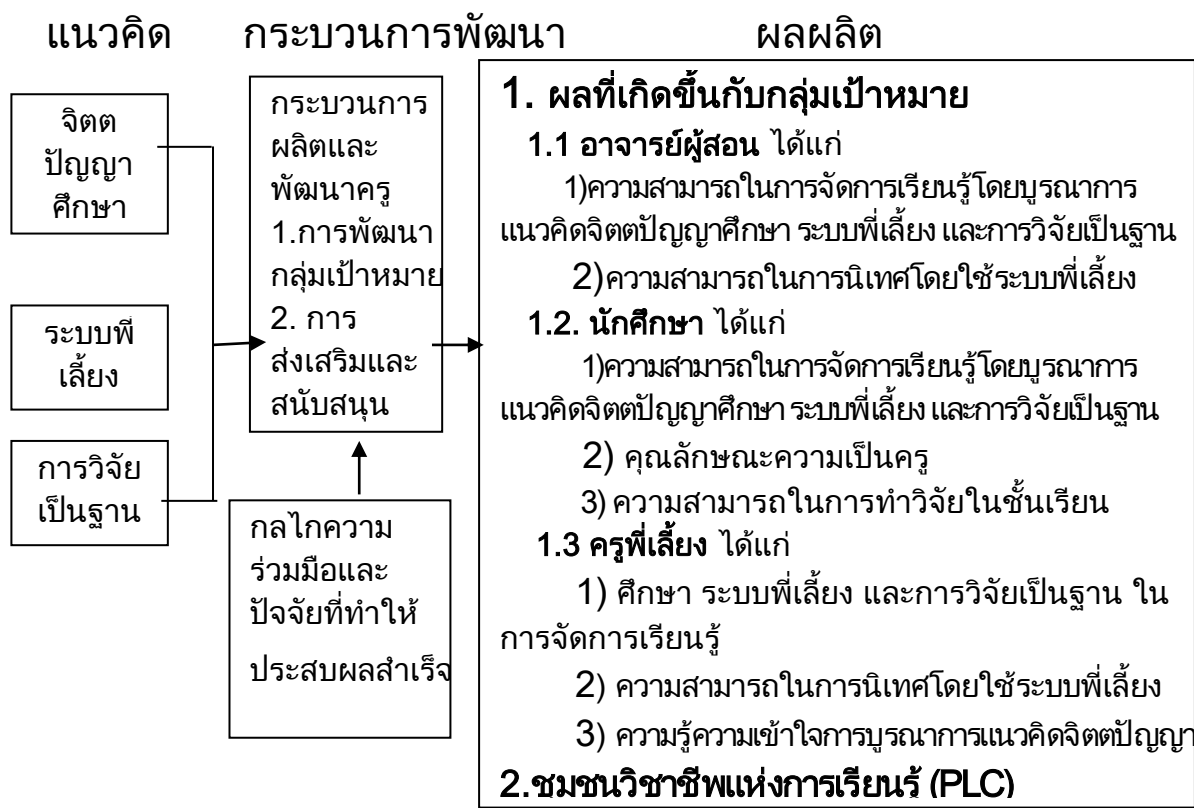 แนวคิด กระบวนการพัฒนา ผลผลิต
จิตต
ปัญญา
ศึกษา
ระบบพี่
เลี้ยง
การวิจัย
เป็นฐาน
กระบวนการ
ผลิตและ
พัฒนาครู
1.การพัฒนา
กลุ่มเป้าหมาย
2. การ
ส่งเสริมและ
สนับสนุน
กลไกความ
ร่วมมือและ
ปัจจัยที่ทำให้
ประสบผลสำเร็จ
1. ผลที่เกิดขึ้นกับกลุ่มเป้าหมาย
1.1 อาจารย์ผู้สอน ได้แก่
1)ความสามารถในการจัดการเรียนรู้โดยบูรณาการ
แนวคิดจิตตปัญญาศึกษา ระบบพี่เลี้ยง และการวิจัยเป็นฐาน
2)ความสามารถในการนิเทศโดยใช้ระบบพี่เลี้ยง
1.2. นักศึกษา ได้แก่
1)ความสามารถในการจัดการเรียนรู้โดยบูรณาการ
แนวคิดจิตตปัญญาศึกษา ระบบพี่เลี้ยง และการวิจัยเป็นฐาน
2) คุณลักษณะความเป็นครู
3) ความสามารถในการทำวิจัยในชั้นเรียน
1.3 ครูพี่เลี้ยง ได้แก่
1) ศึกษา ระบบพี่เลี้ยง และการวิจัยเป็นฐาน ใน
การจัดการเรียนรู้
2) ความสามารถในการนิเทศโดยใช้ระบบพี่เลี้ยง
3) ความรู้ความเข้าใจการบูรณาการแนวคิดจิตตปัญญา
2.ชุมชนวิชาชีพแห่งการเรียนรู้ (PLC)